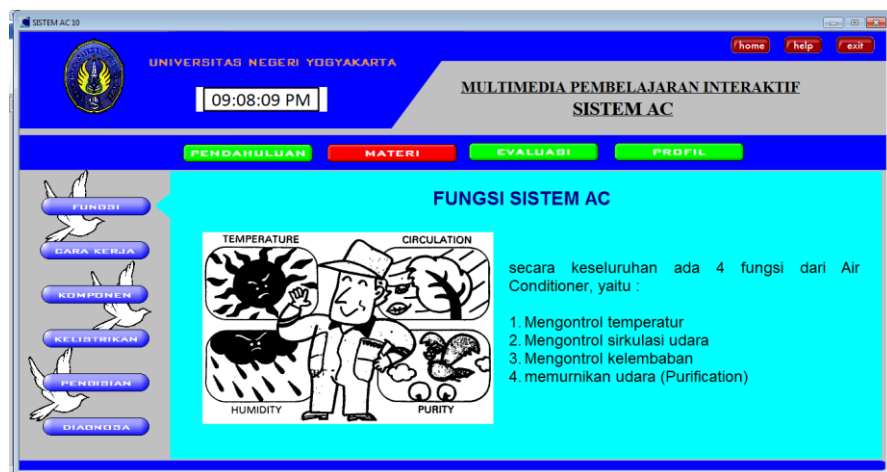 SISTEM AC 10
home help exit
UNIVERSITAS NEGERI YOGYAKARTA
09:08:09 PM
MULTIMEDIA PEMBELAJARAN INTERAKTIF
SISTEM AC
PENDAHULUAN MATERI EVALUASI PROFIL
FUNGSI
CARA KERJA
KOMPONEN
KELISTRIKAN
PENGISIAN
DIAGNOSA
FUNGSI SISTEM AC
TEMPERATURE CIRCULATION
HUMIDITY PURITY
secara keseluruhan ada 4 fungsi dari Air
Conditioner, yaitu :
1. Mengontrol temperatur
2. Mengontrol sirkulasi udara
3. Mengontrol kelembaban
4. memurnikan udara (Purification)